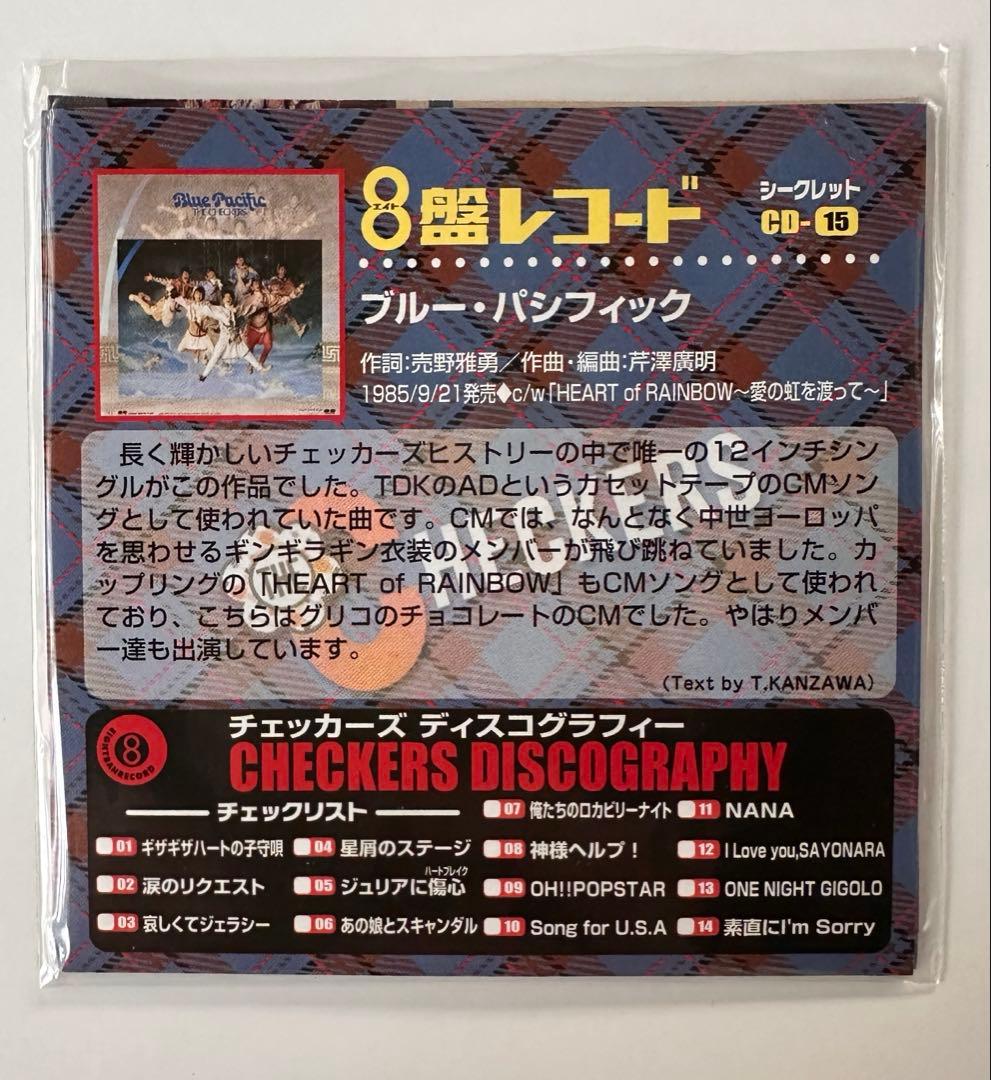 Blue Pacific
THE CHECKERS
8盤レコード
エイト
シークレット
CD-15
ブルー・パシフィック
作詞:売野雅勇／作曲・編曲:芹澤廣明
1985/9/21発売◆c/w「HEART of RAINBOW〜愛の虹を渡って〜」
長く輝かしいチェッカーズヒストリーの中で唯一の12インチシン
グルがこの作品でした。TDKのADというカセットテープのCMソン
グとして使われていた曲です。CMでは、なんとなく中世ヨーロッパ
を思わせるギンギラギン衣装のメンバーが飛び跳ねていました。カ
ップリングの「HEART of RAINBOW」もCMソングとして使われ
ており、こちらはグリコのチョコレートのCMでした。やはりメンバ
ー達も出演しています。
(Text by T.KANZAWA)
THE CHECKERS
8
EIGHTBANRECORD
チェッカーズ ディスコグラフィー
CHECKERS DISCOGRAPHY
チェックリスト
01 ギザギザハートの子守唄
02 涙のリクエスト
03 哀しくてジェラシー
04 星屑のステージ
05 ジュリアに傷心
ハートブレイク
06 あの娘とスキャンダル
07 俺たちのロカビリーナイト
08 神様ヘルプ！
09 OH!!POPSTAR
10 Song for U.S.A
11 NANA
12 I Love you,SAYONARA
13 ONE NIGHT GIGOLO
14 素直にI'm Sorry